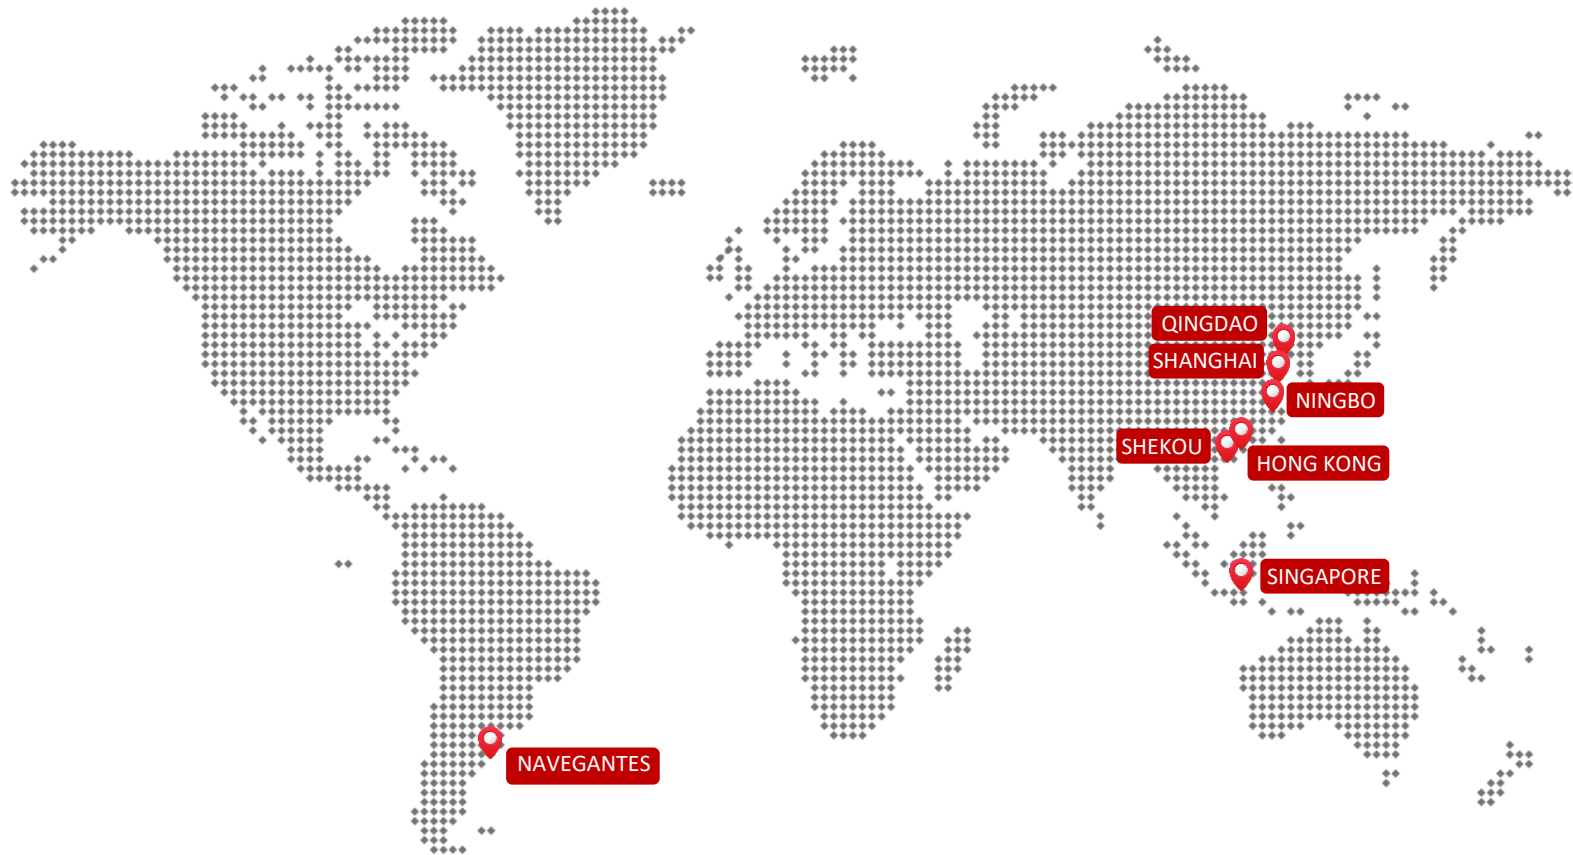 QINGDAO
SHANGHAI
NINGBO
SHEKOU
HONG KONG
SINGAPORE
NAVEGANTES